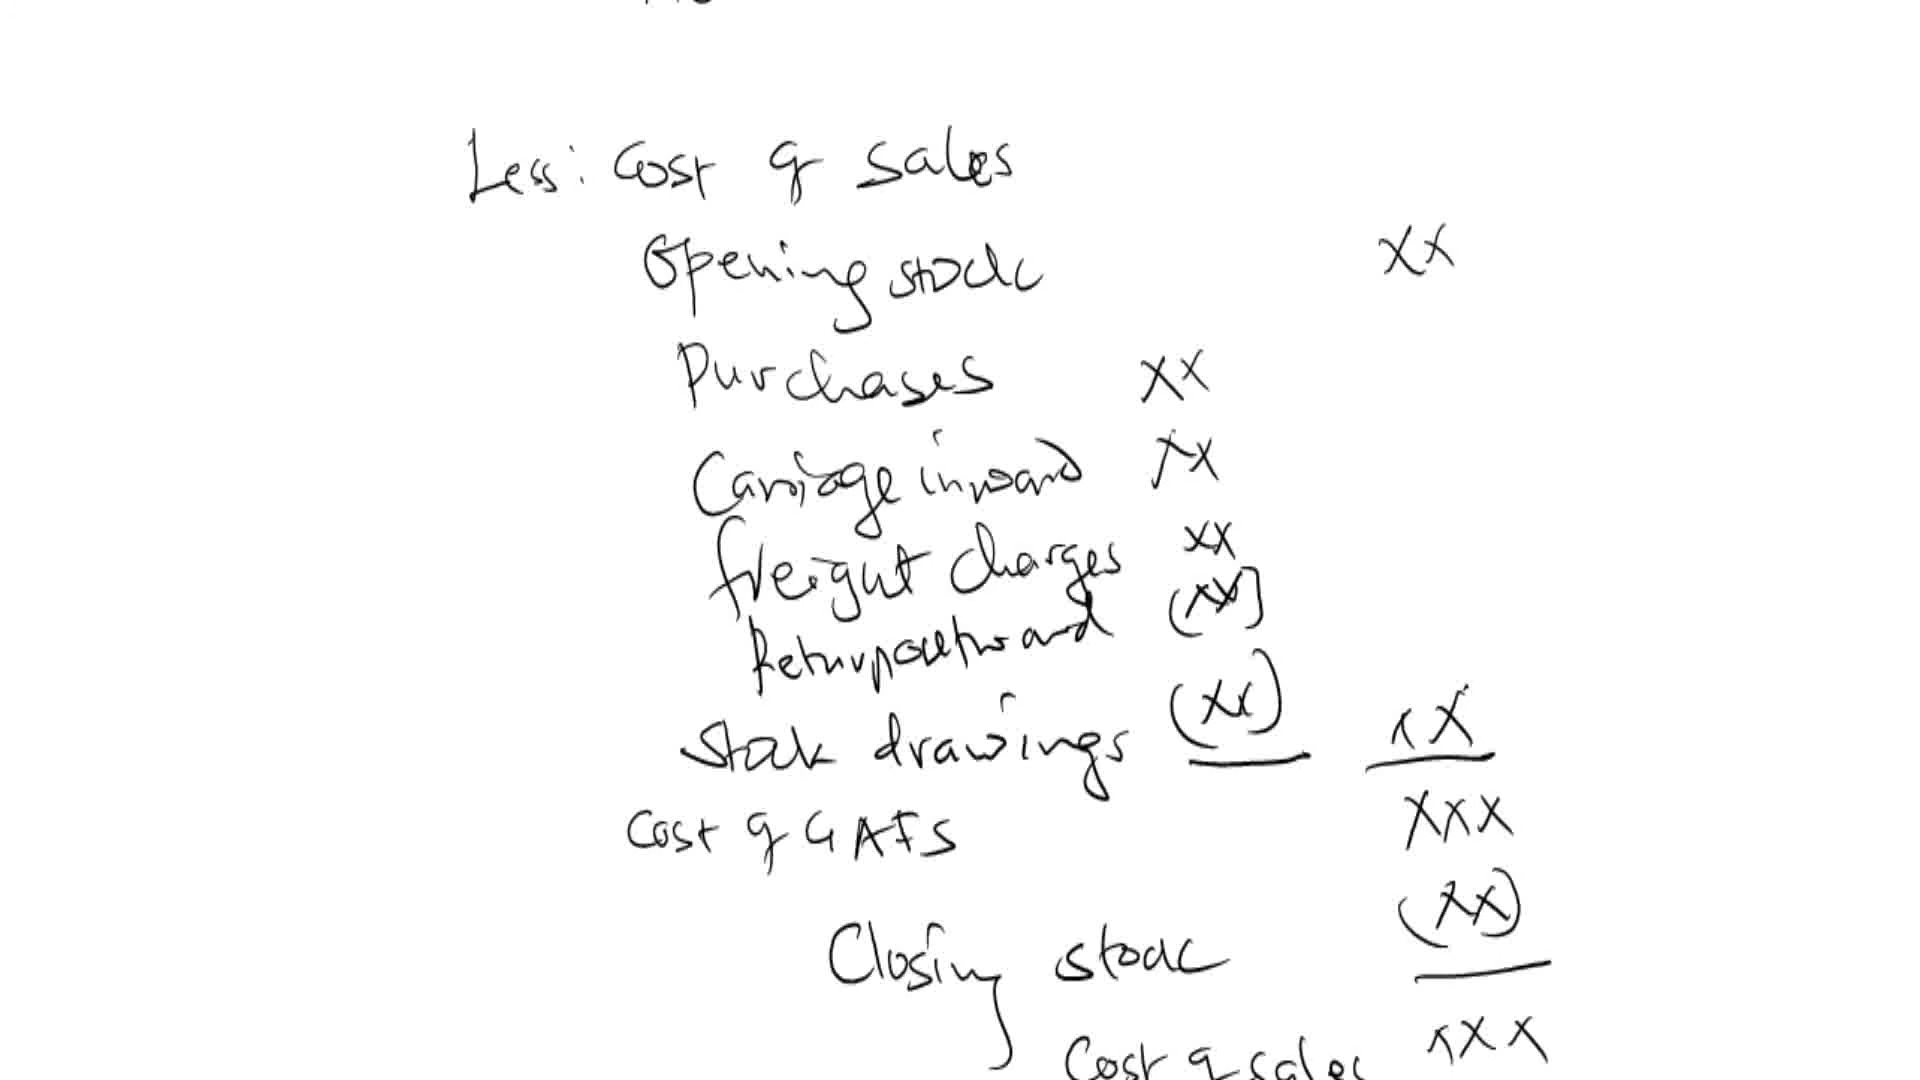 Less: Cost of sales
Opening stock XX
Purchases XX
Carriage inward XX
freight charges XX
Return outward (XX)
Stock drawings (XX) XX
Cost of GAFS XXX
Closing stock (XX)
Cost of sales XXX